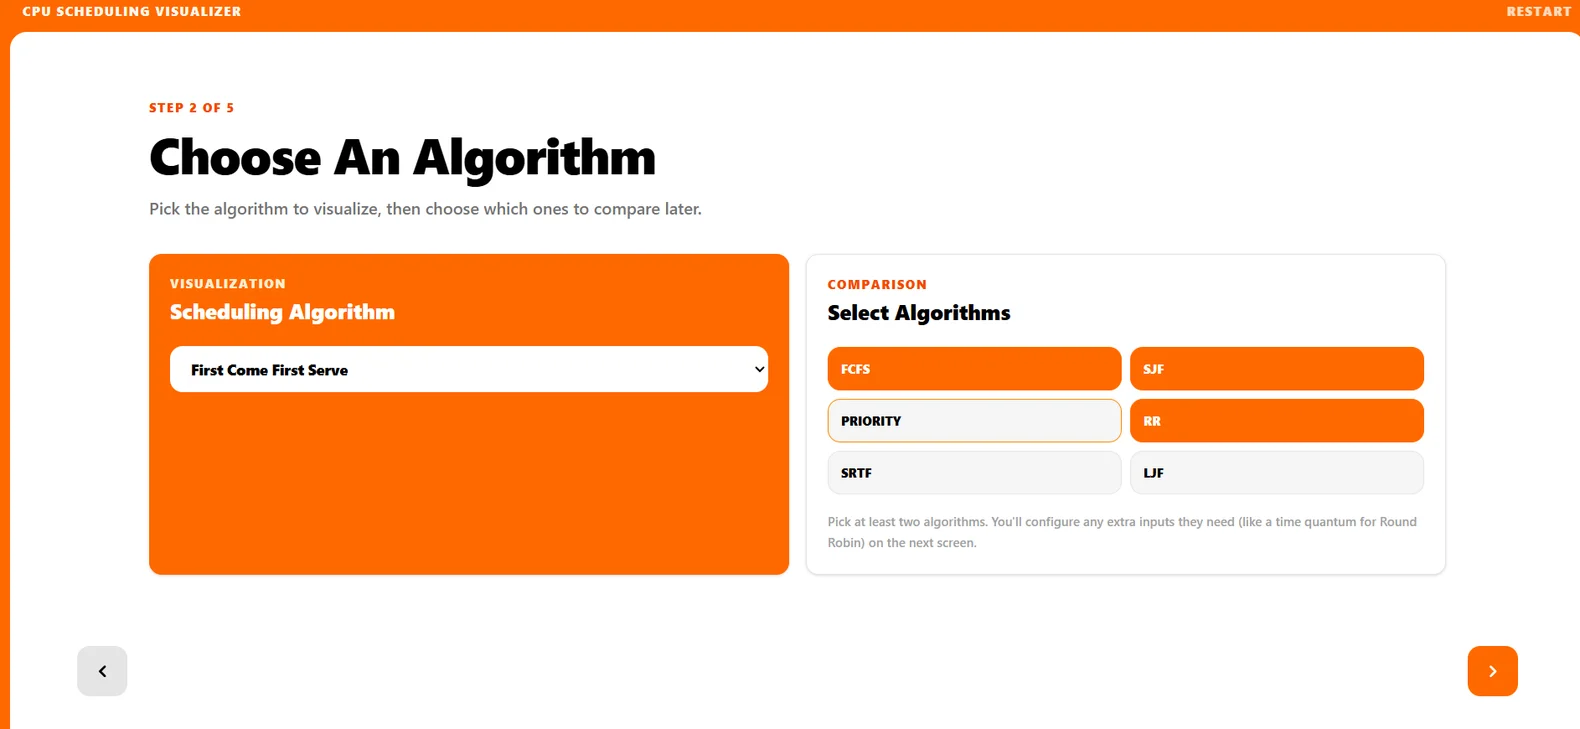 CPU SCHEDULING VISUALIZER
RESTART
STEP 2 OF 5
Choose An Algorithm
Pick the algorithm to visualize, then choose which ones to compare later.
VISUALIZATION
Scheduling Algorithm
First Come First Serve
COMPARISON
Select Algorithms
FCFS
SJF
PRIORITY
RR
SRTF
LJF
Pick at least two algorithms. You'll configure any extra inputs they need (like a time quantum for Round
Robin) on the next screen.